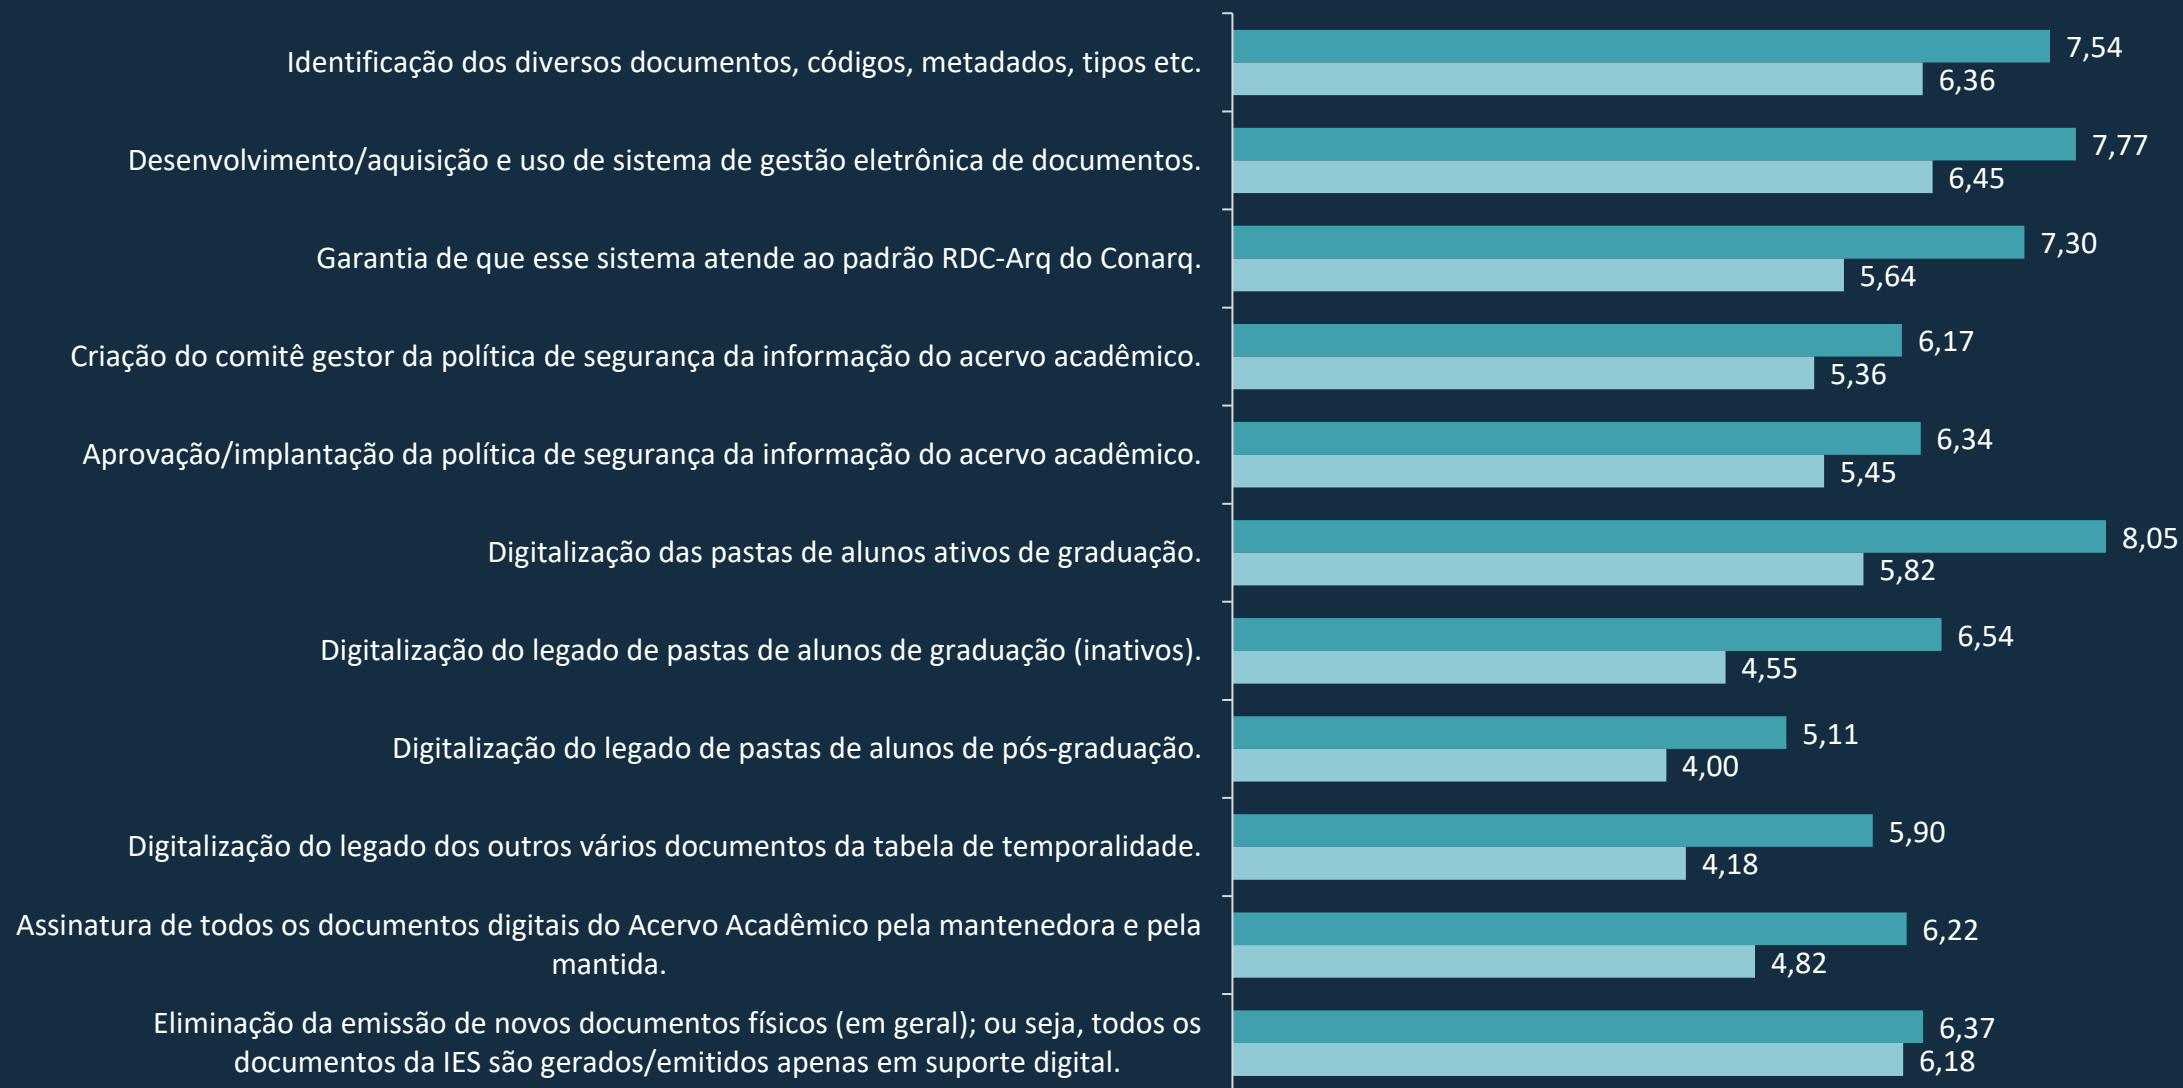 Identificação dos diversos documentos, códigos, metadados, tipos etc.
7,54
6,36
Desenvolvimento/aquisição e uso de sistema de gestão eletrônica de documentos.
7,77
6,45
Garantia de que esse sistema atende ao padrão RDC-Arq do Conarq.
7,30
5,64
Criação do comitê gestor da política de segurança da informação do acervo acadêmico.
6,17
5,36
Aprovação/implantação da política de segurança da informação do acervo acadêmico.
6,34
5,45
Digitalização das pastas de alunos ativos de graduação.
8,05
5,82
Digitalização do legado de pastas de alunos de graduação (inativos).
6,54
4,55
Digitalização do legado de pastas de alunos de pós-graduação.
5,11
4,00
Digitalização do legado dos outros vários documentos da tabela de temporalidade.
5,90
4,18
Assinatura de todos os documentos digitais do Acervo Acadêmico pela mantenedora e pela
mantida.
6,22
4,82
Eliminação da emissão de novos documentos físicos (em geral); ou seja, todos os
documentos da IES são gerados/emitidos apenas em suporte digital.
6,37
6,18